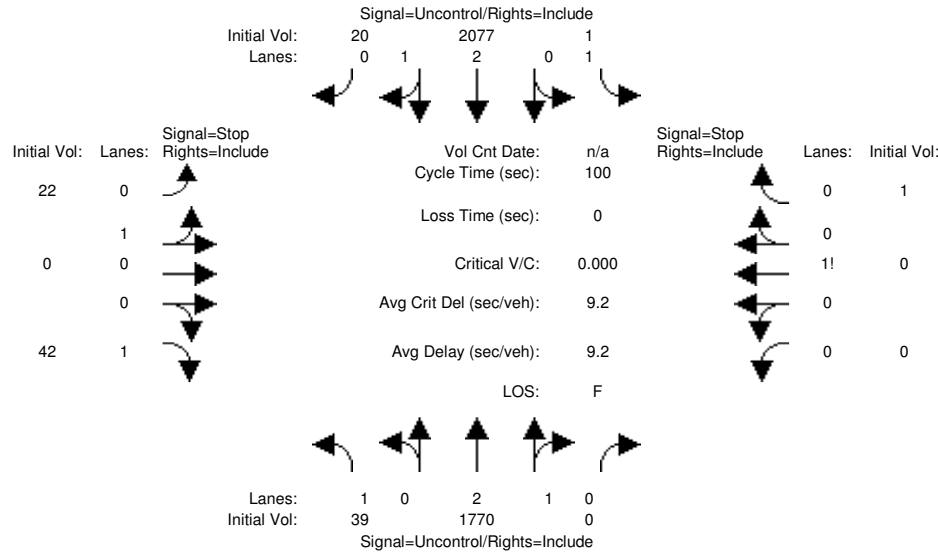 Signal=Uncontrol/Rights=Include
Initial Vol: 20 2077 1
Lanes: 0 1 2 0 1
Signal=Stop
Initial Vol: Lanes: Rights=Include
Vol Cnt Date: n/a
Signal=Stop
Rights=Include Lanes: Initial Vol:
Cycle Time (sec): 100
22 0
0 1
Loss Time (sec): 0
1
0
0 0
Critical V/C: 0.000
1! 0
0
Avg Crit Del (sec/veh): 9.2
0
42 1
Avg Delay (sec/veh): 9.2
0 0
LOS: F
Lanes: 1 0 2 1 0
Initial Vol: 39 1770 0
Signal=Uncontrol/Rights=Include